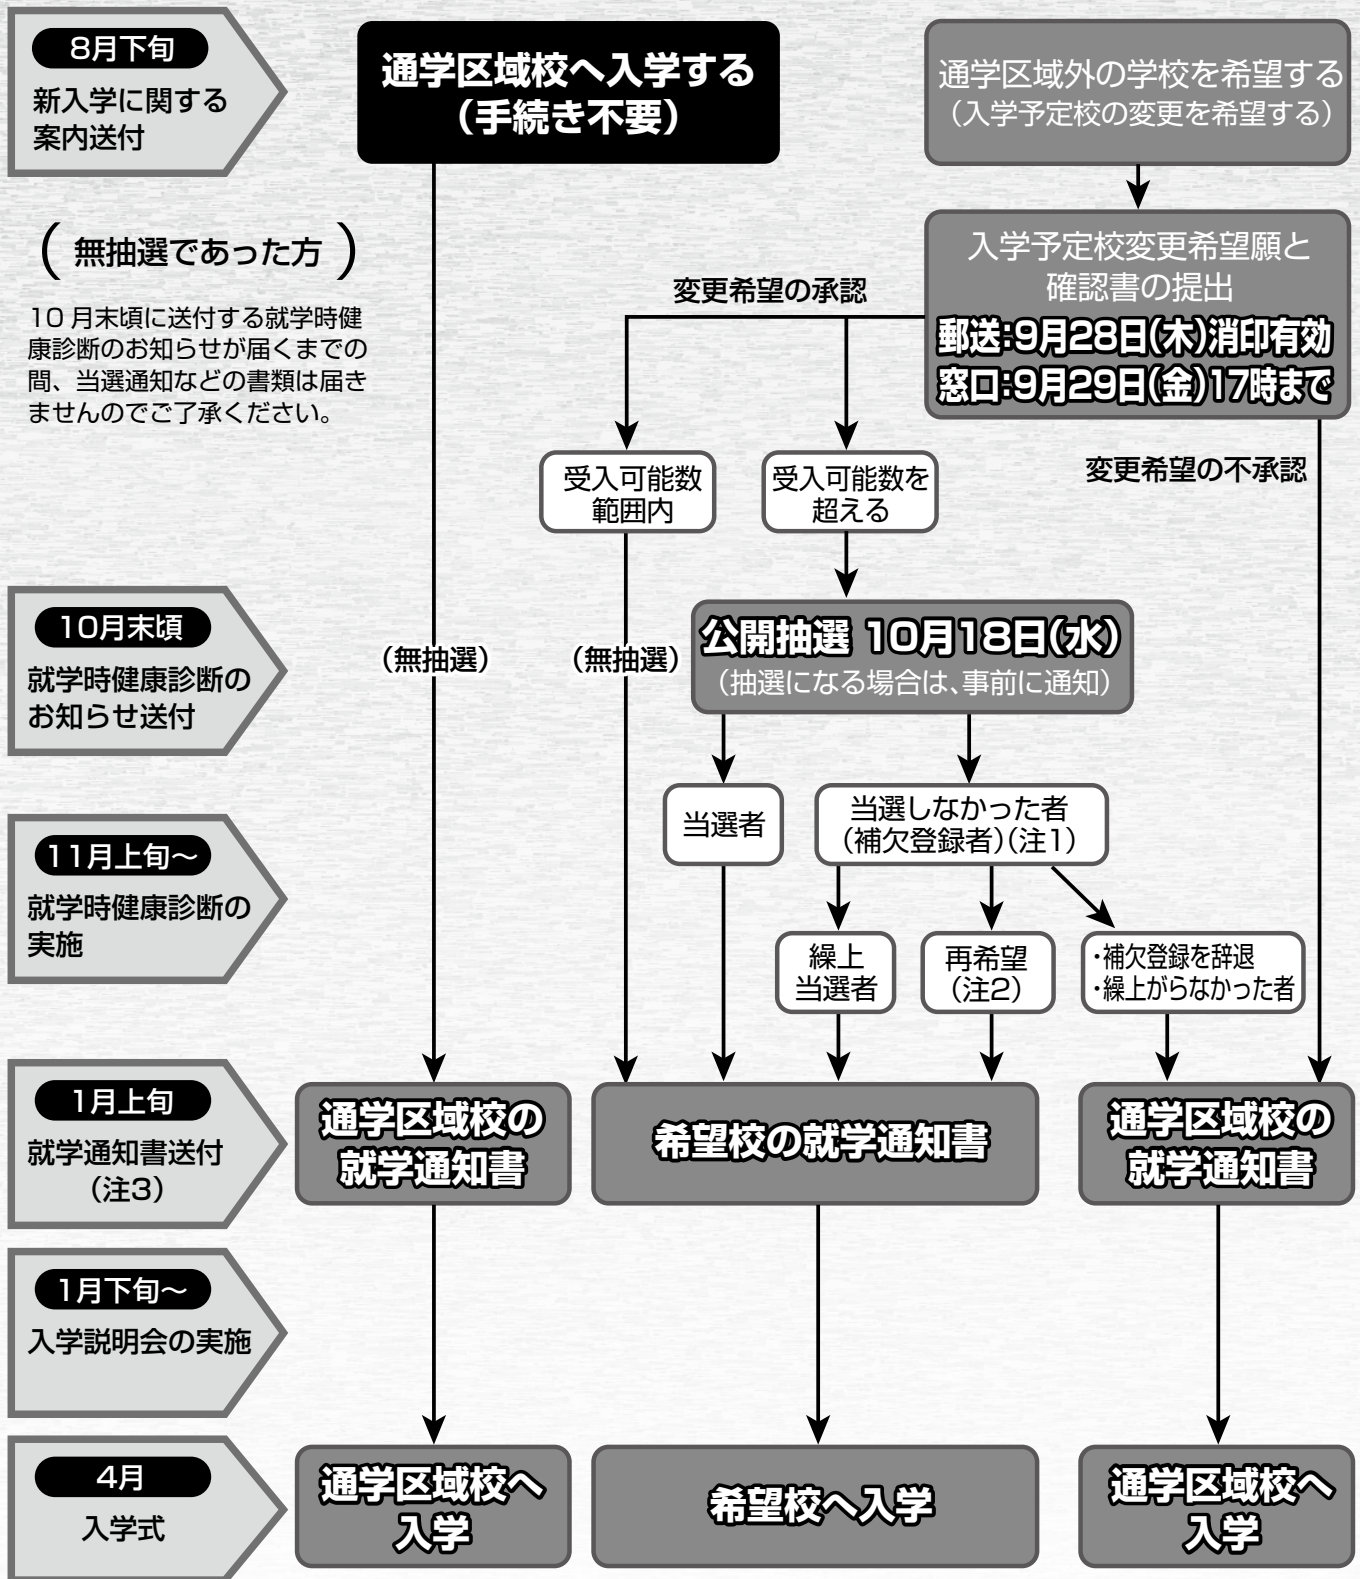 8月下旬
新入学に関する
案内送付
通学区域校へ入学する
(手続き不要)
通学区域外の学校を希望する
(入学予定校の変更を希望する)
(無抽選であった方)
10月末頃に送付する就学時健
康診断のお知らせが届くまでの
間、当選通知などの書類は届き
ませんのでご了承ください。
入学予定校変更希望願と
確認書の提出
郵送:9月28日(木)消印有効
窓口:9月29日(金)17時まで
変更希望の承認
変更希望の不承認
受入可能数
範囲内
受入可能数を
超える
10月末頃
就学時健康診断の
お知らせ送付
(無抽選)
(無抽選)
公開抽選 10月18日(水)
(抽選になる場合は、事前に通知)
11月上旬～
就学時健康診断の
実施
当選者
当選しなかった者
(補欠登録者)(注1)
繰上
当選者
再希望
(注2)
・補欠登録を辞退
・繰上がらなかった者
1月上旬
就学通知書送付
(注3)
通学区域校の
就学通知書
希望校の就学通知書
通学区域校の
就学通知書
1月下旬～
入学説明会の実施
4月
入学式
通学区域校へ
入学
希望校へ入学
通学区域校へ
入学